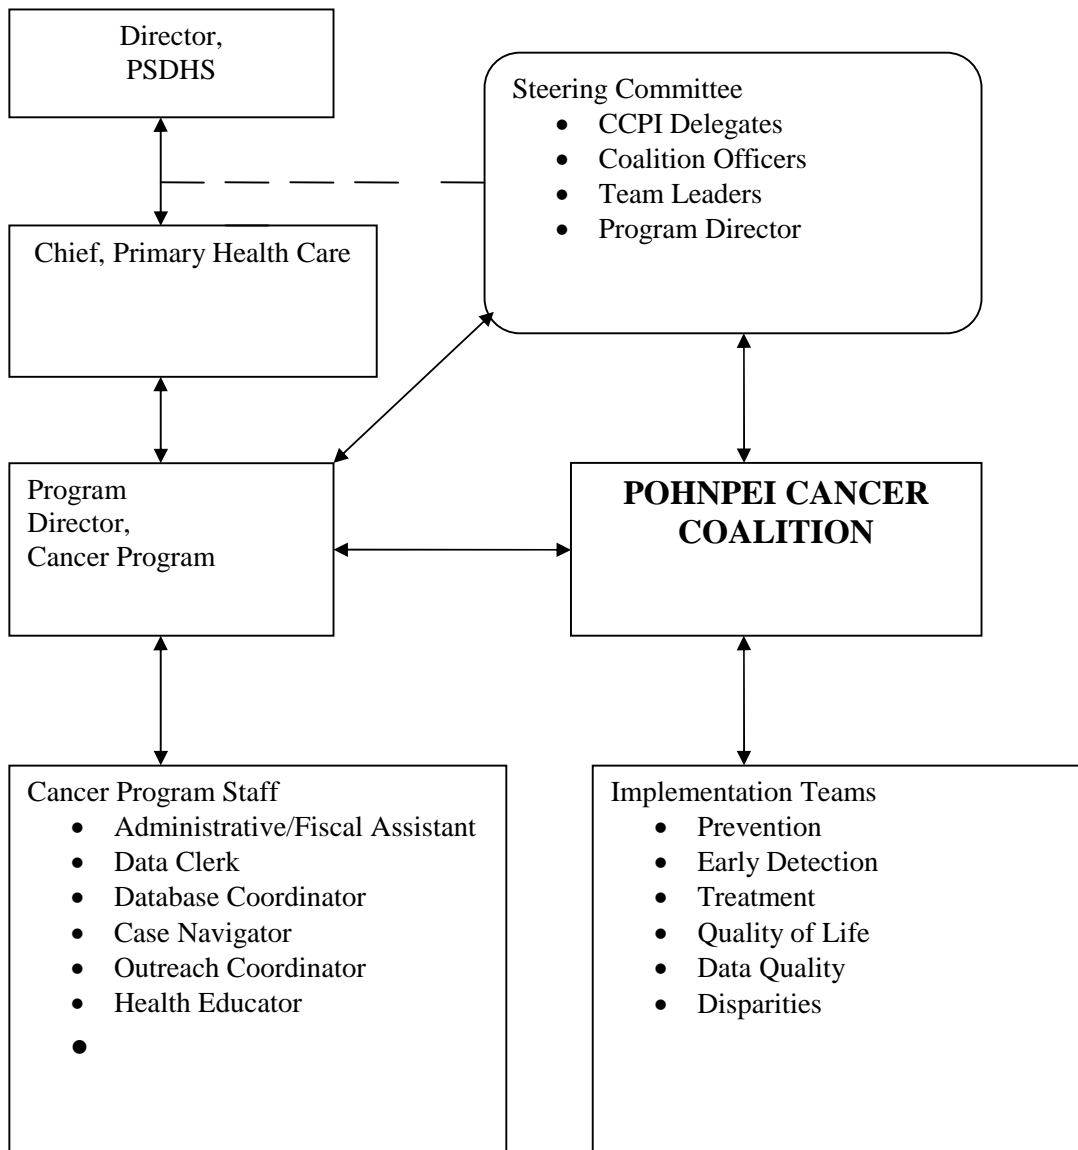 Director,
PSDHS
Steering Committee
• CCPI Delegates
• Coalition Officers
• Team Leaders
• Program Director
Chief, Primary Health Care
Program
Director,
Cancer Program
POHNPEI CANCER
COALITION
Cancer Program Staff
• Administrative/Fiscal Assistant
• Data Clerk
• Database Coordinator
• Case Navigator
• Outreach Coordinator
• Health Educator
•
Implementation Teams
• Prevention
• Early Detection
• Treatment
• Quality of Life
• Data Quality
• Disparities